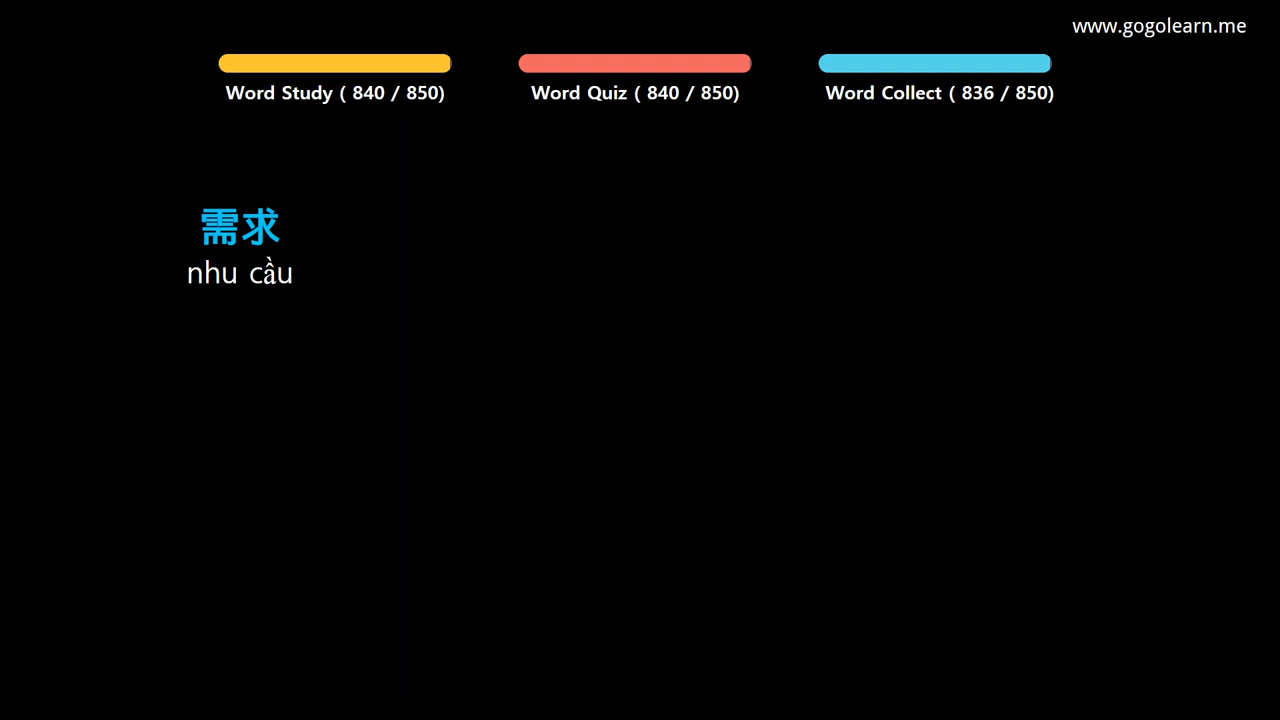 www.gogolearn.me
Word Study ( 840 / 850)
Word Quiz ( 840 / 850)
Word Collect ( 836 / 850)
需求
nhu cầu